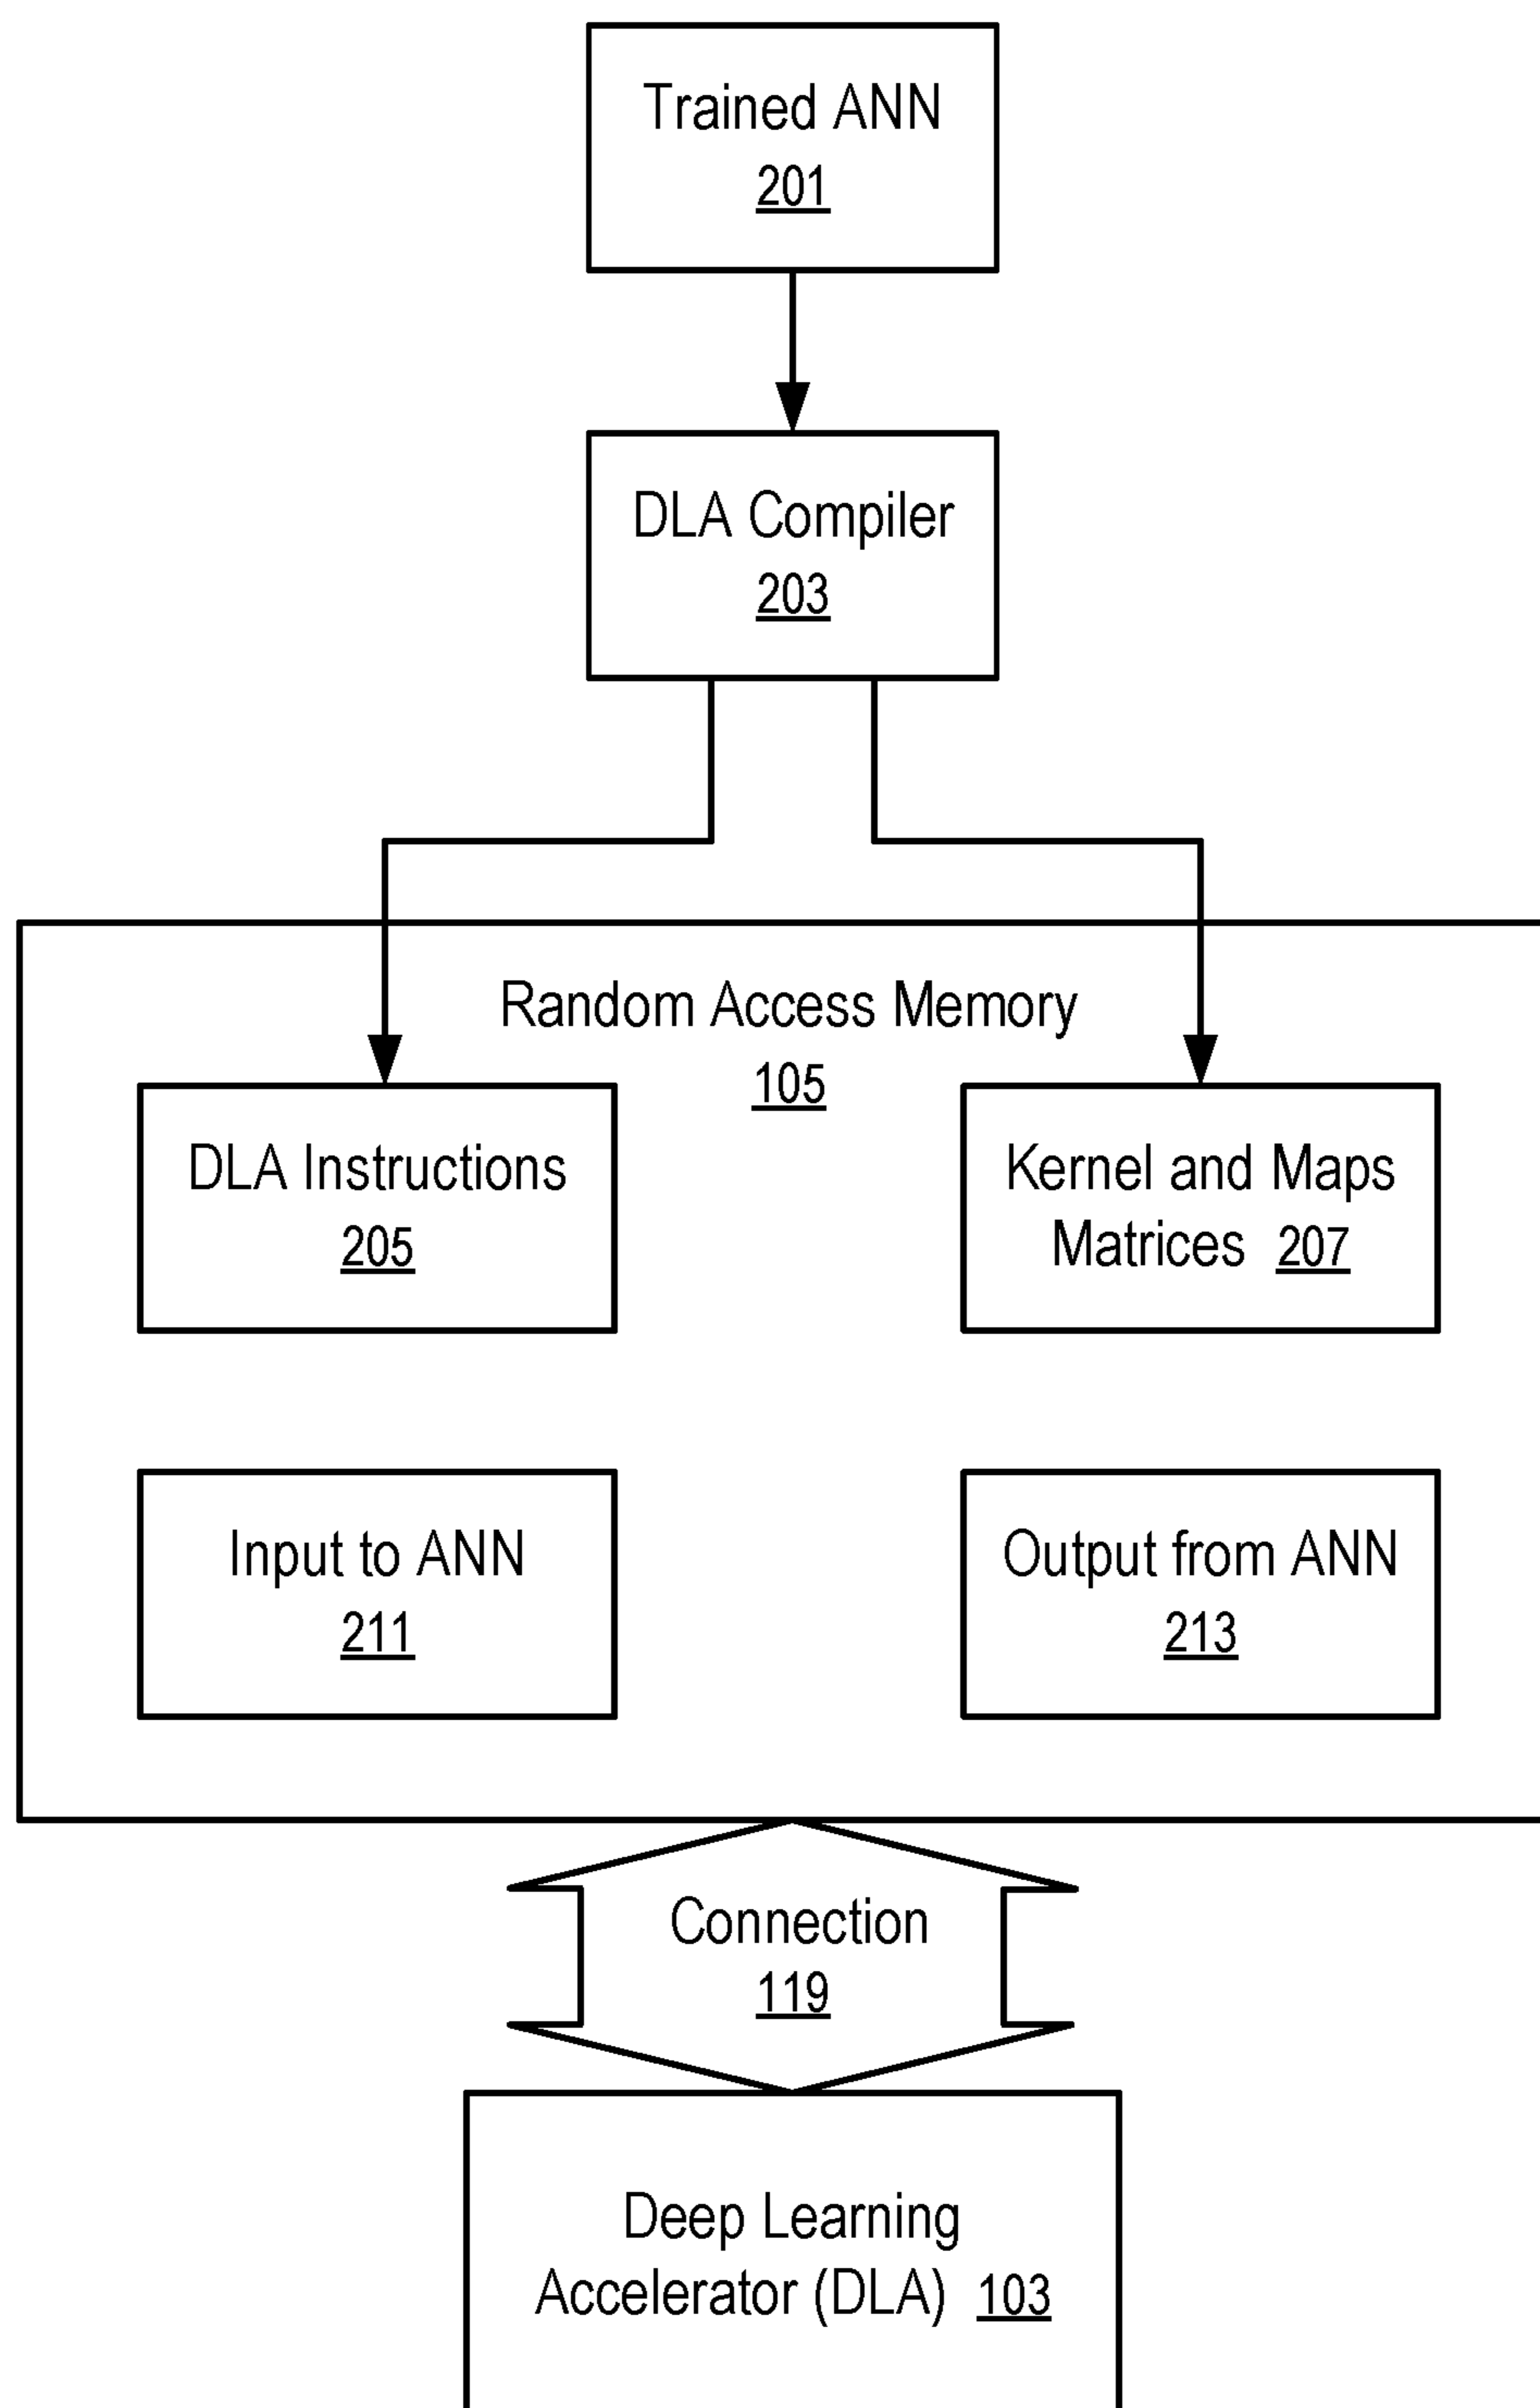 Trained ANN
201
DLA Compiler
203
Random Access Memory
105
DLA Instructions
205
Kernel and Maps
Matrices 207
Input to ANN
211
Output from ANN
213
Connection
119
Deep Learning
Accelerator (DLA) 103